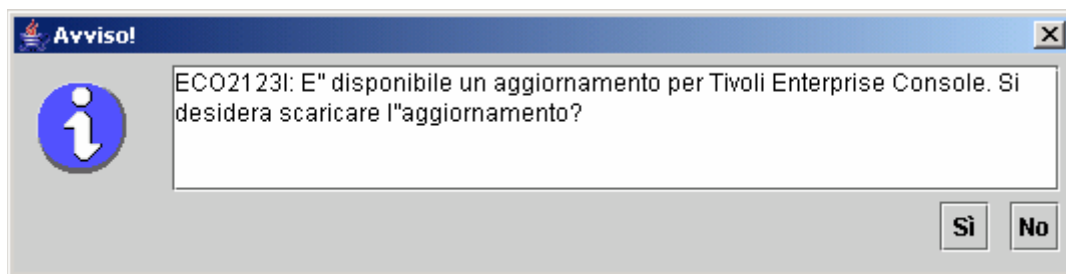 Avviso!
ECO2123I: E" disponibile un aggiornamento per Tivoli Enterprise Console. Si
desidera scaricare l"aggiornamento?
Sì No